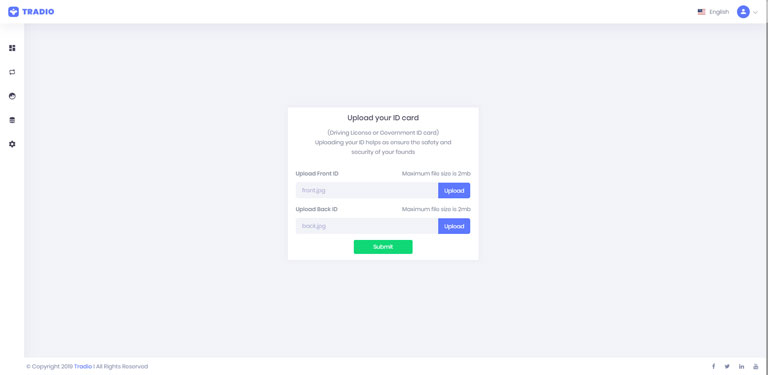 TRADIO
English
Upload your ID card
(Driving License or Government ID card)
Uploading your ID helps as ensure the safety and
security of your founds
Upload Front ID Maximum file size is 2mb
front.jpg Upload
Upload Back ID Maximum file size is 2mb
back.jpg Upload
Submit
© Copyright 2019 Tradio I All Rights Reserved